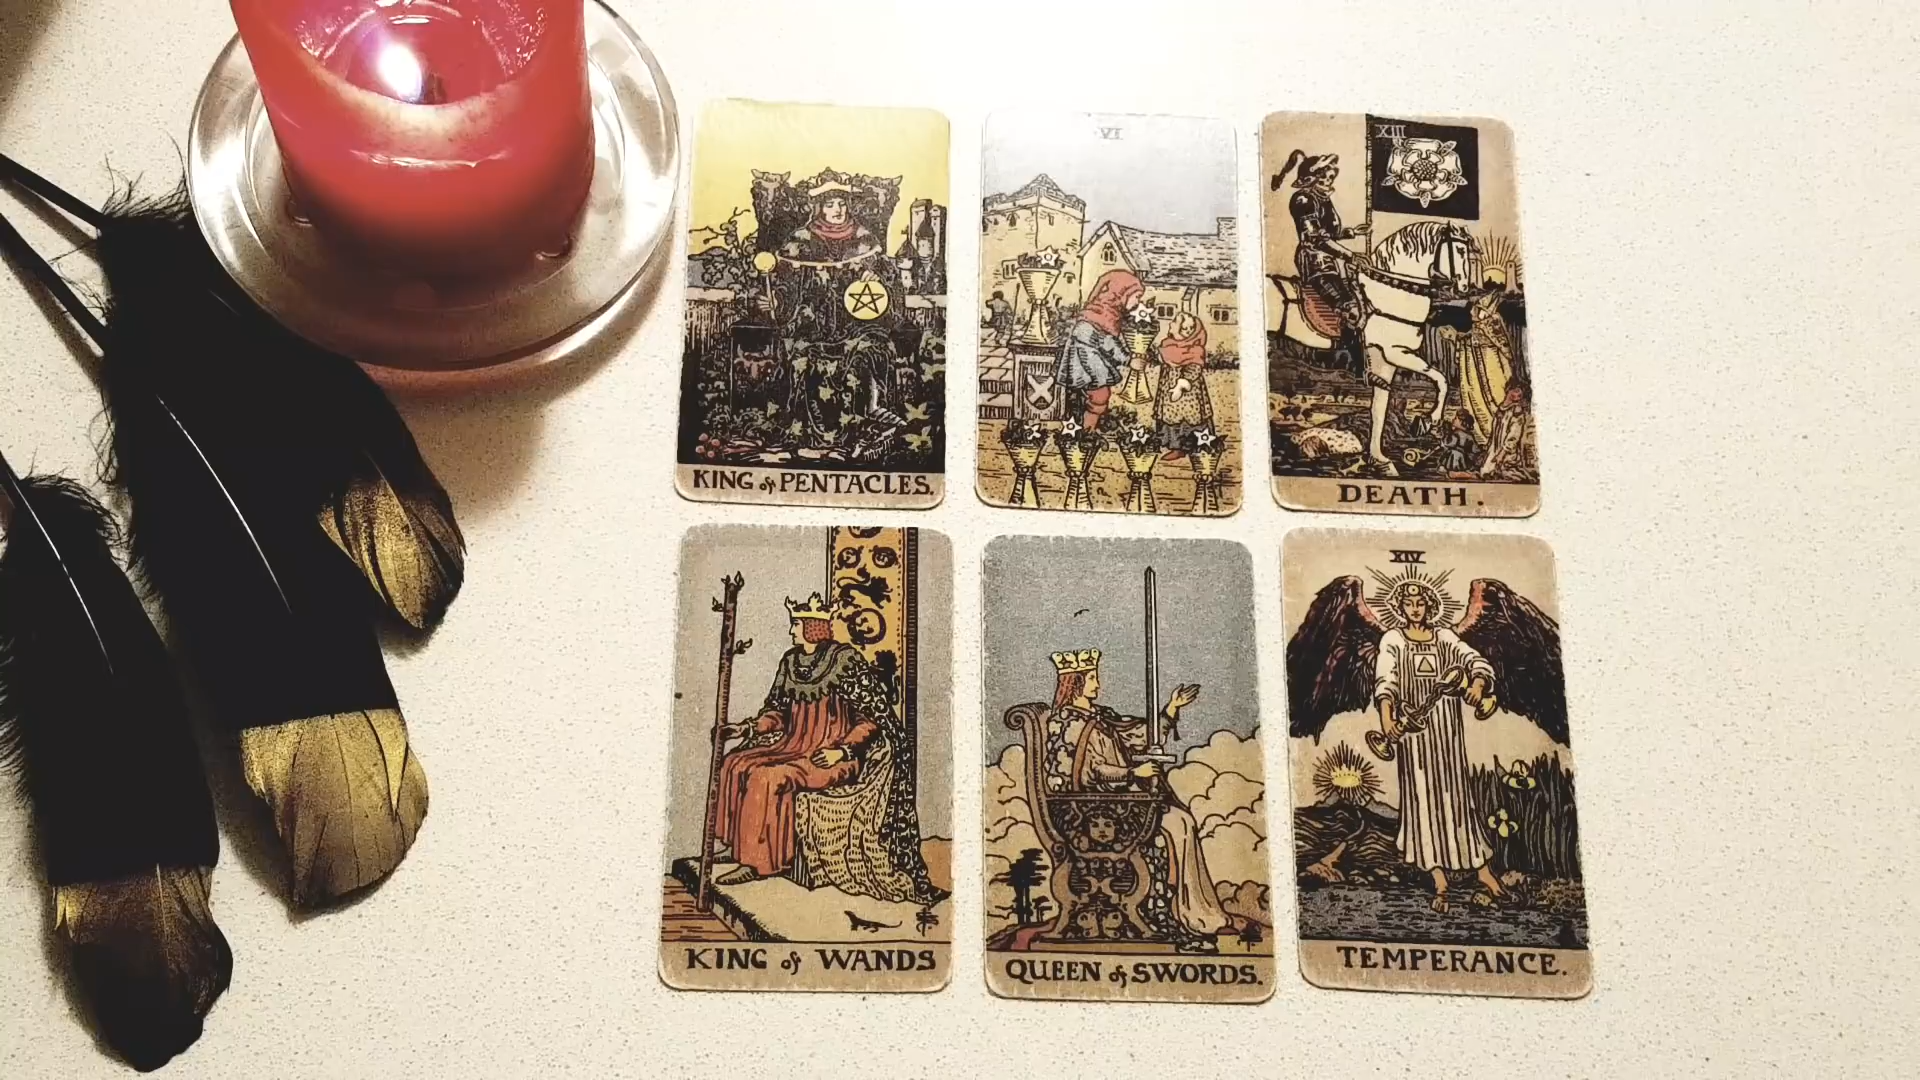 KING of PENTACLES.
VI
XIII
DEATH.
KING of WANDS
QUEEN of SWORDS.
XIV
TEMPERANCE.